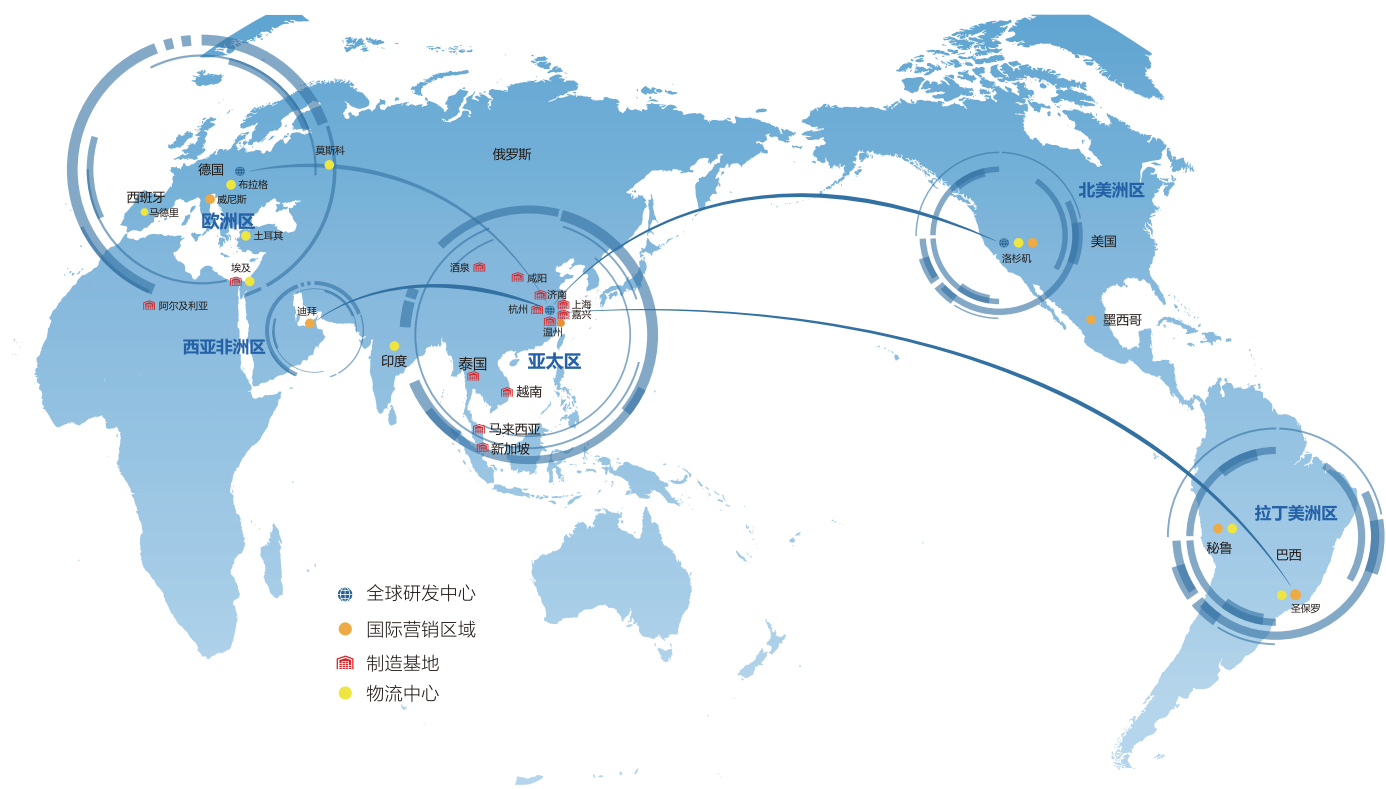 莫斯科
俄罗斯
德国
布拉格
西班牙
威尼斯
马德里
欧洲区
土耳其
埃及
阿尔及利亚
迪拜
西亚非洲区
酒泉
咸阳
济南
杭州
上海
嘉兴
温州
印度
泰国
亚太区
越南
马来西亚
新加坡
北美洲区
美国
洛杉矶
墨西哥
拉丁美洲区
秘鲁
巴西
圣保罗
全球研发中心
国际营销区域
制造基地
物流中心